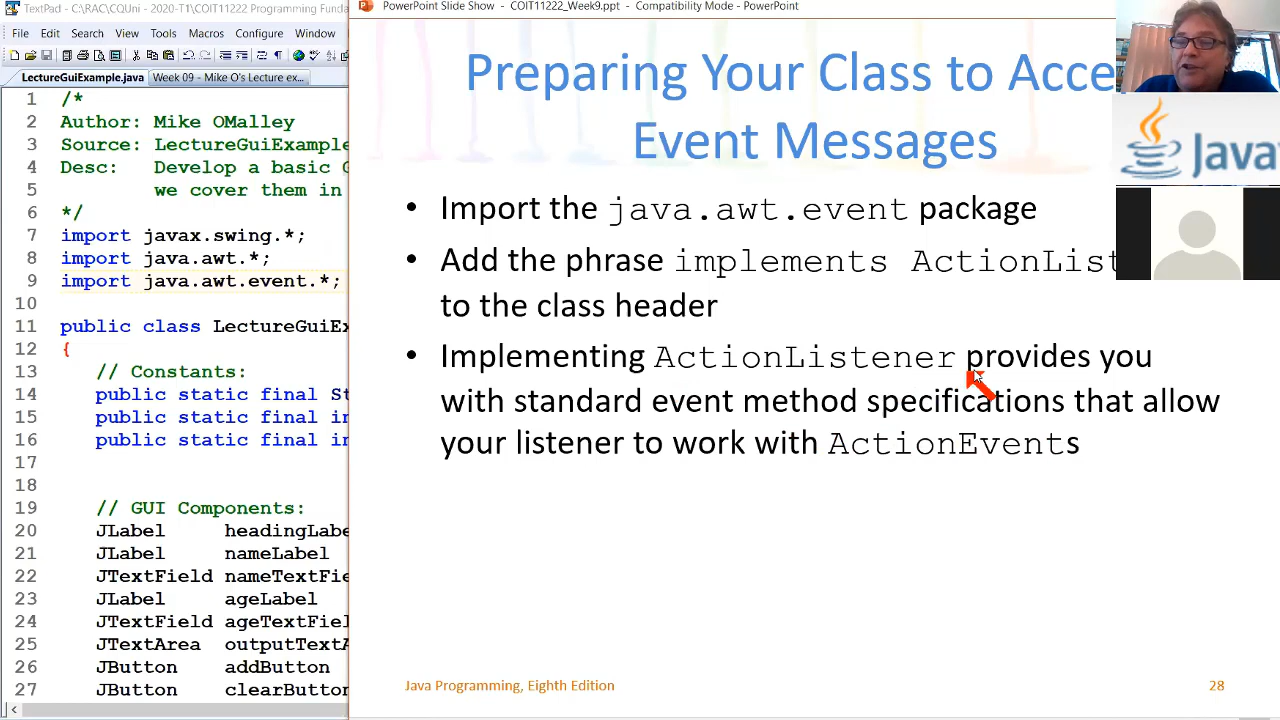 TextPad - C:\RAC\CQUni - 2020-T1\COIT11222 Programming Funda
File Edit Search View Tools Macros Configure Window
LectureGuiExample.java Week 09 - Mike O's Lecture ex...
1 /*
2 Author: Mike OMalley
3 Source: LectureGuiExample
4 Desc: Develop a basic G
5 we cover them in
6 */
7 import javax.swing.*;
8 import java.awt.*;
9 import java.awt.event.*;
10
11 public class LectureGuiEx
12 {
13 // Constants:
14 public static final St
15 public static final in
16 public static final in
17
18
19 // GUI Components:
20 JLabel headingLabe
21 JLabel nameLabel
22 JTextField nameTextFie
23 JLabel ageLabel
24 JTextField ageTextFiel
25 JTextArea outputTextA
26 JButton addButton
27 JButton clearButton
PowerPoint Slide Show - COIT11222_Week9.ppt - Compatibility Mode - PowerPoint
Preparing Your Class to Acce
Event Messages
• Import the java.awt.event package
• Add the phrase implements ActionList
to the class header
• Implementing ActionListener provides you
with standard event method specifications that allow
your listener to work with ActionEvents
Java Programming, Eighth Edition
28
Java